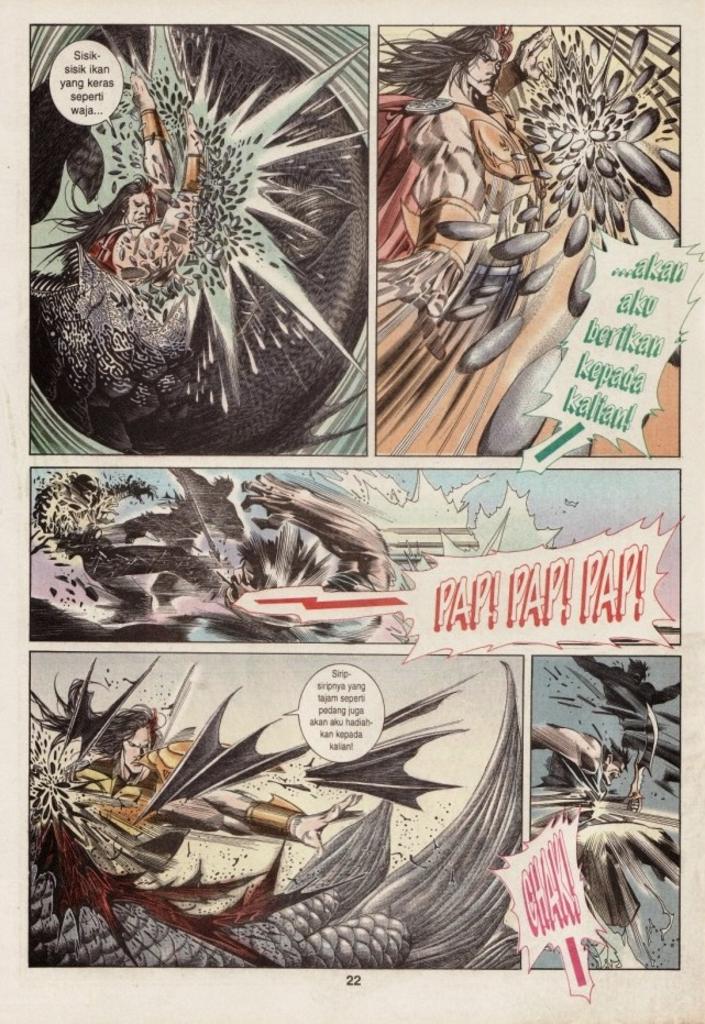 Sisik-
sisik ikan
yang keras
seperti
waja...
...akan
aku
berikan
kepada
kalian!
PAP! PAP! PAP!
Sirip-
siripnya yang
tajam seperti
pedang juga
akan aku hadiah-
kan kepada
kalian!
CHAK!
22